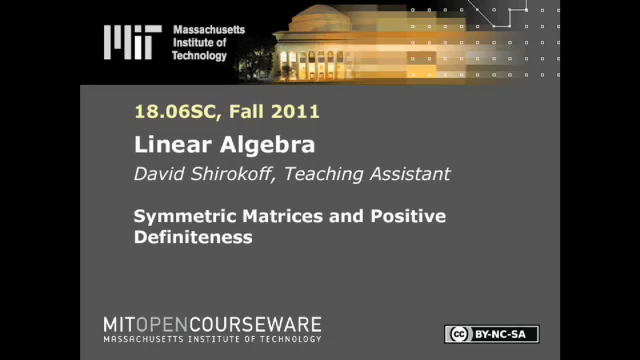 Massachusetts
Institute of
Technology
18.06SC, Fall 2011
Linear Algebra
David Shirokoff, Teaching Assistant
Symmetric Matrices and Positive
Definiteness
MITOPENCOURSEWARE
MASSACHUSETTS INSTITUTE OF TECHNOLOGY
cc BY-NC-SA